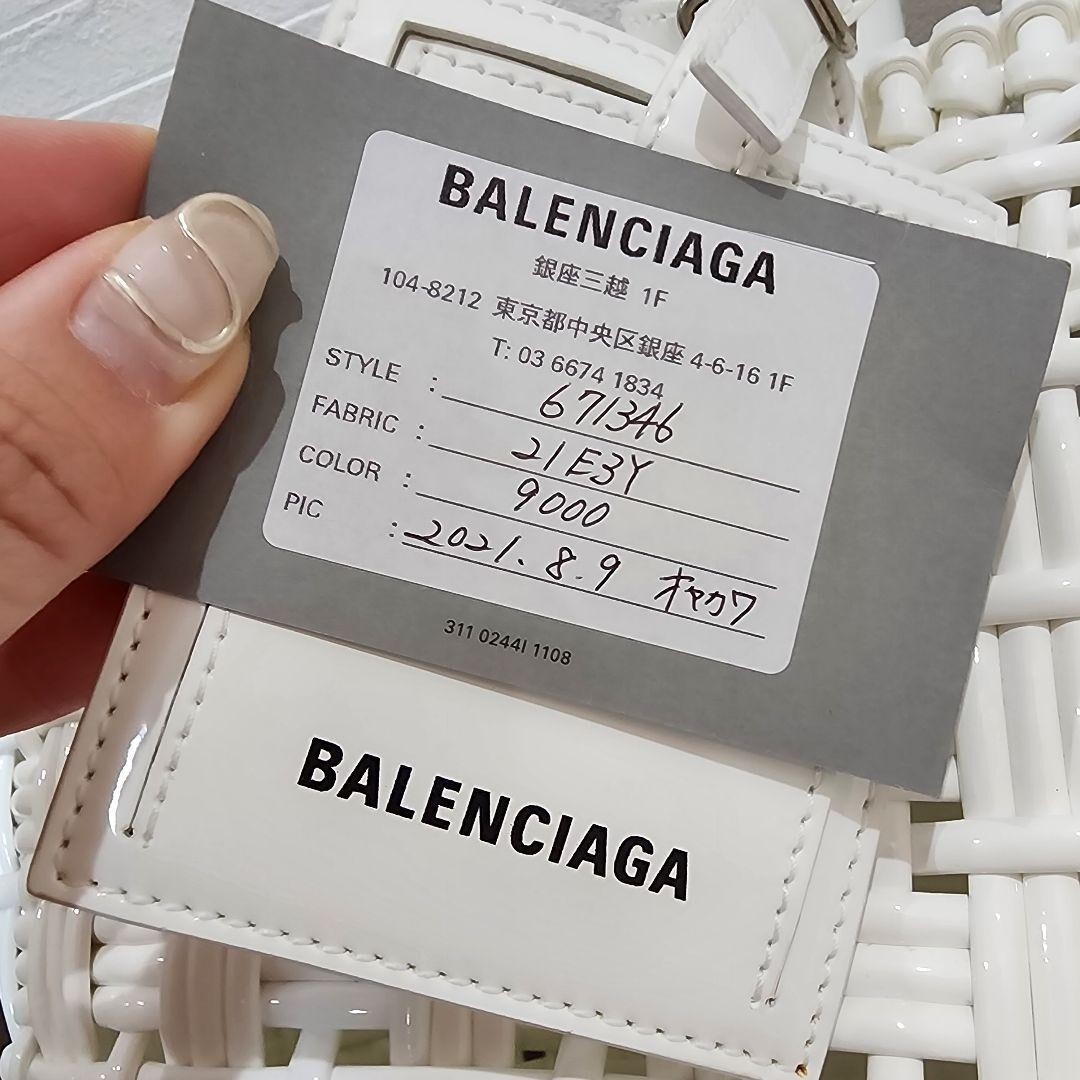 BALENCIAGA
銀座三越 1F
104-8212 東京都中央区銀座 4-6-16 1F
T: 03 6674 1834
STYLE : 671346
FABRIC : 21E3Y
COLOR : 9000
PIC : 2021.8.9 オヤカワ
311 0244I 1108
BALENCIAGA